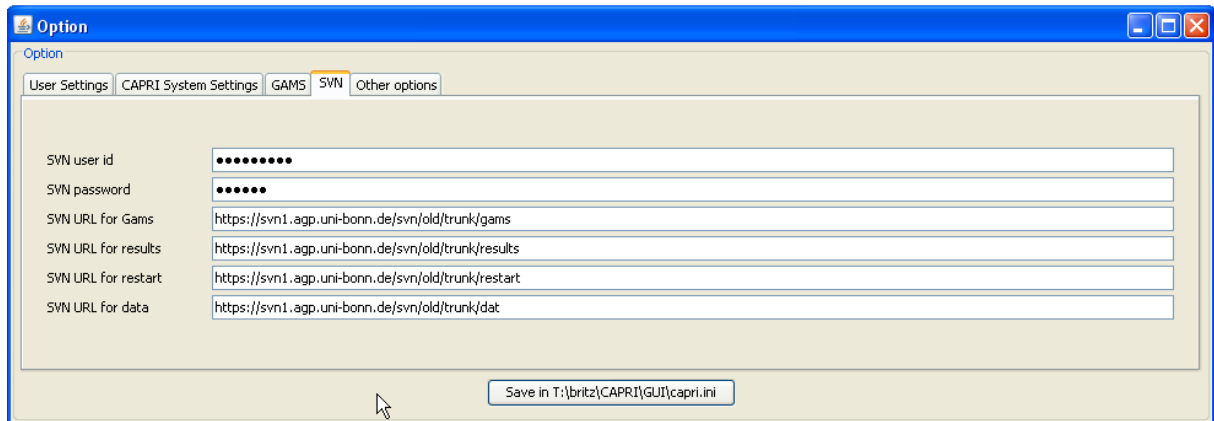 Option
Option
User Settings CAPRI System Settings GAMS SVN Other options
SVN user id ●●●●●●●●●
SVN password ●●●●●●
SVN URL for Gams https://svn1.agp.uni-bonn.de/svn/old/trunk/gams
SVN URL for results https://svn1.agp.uni-bonn.de/svn/old/trunk/results
SVN URL for restart https://svn1.agp.uni-bonn.de/svn/old/trunk/restart
SVN URL for data https://svn1.agp.uni-bonn.de/svn/old/trunk/dat
Save in T:\britz\CAPRI\GUI\capri.ini